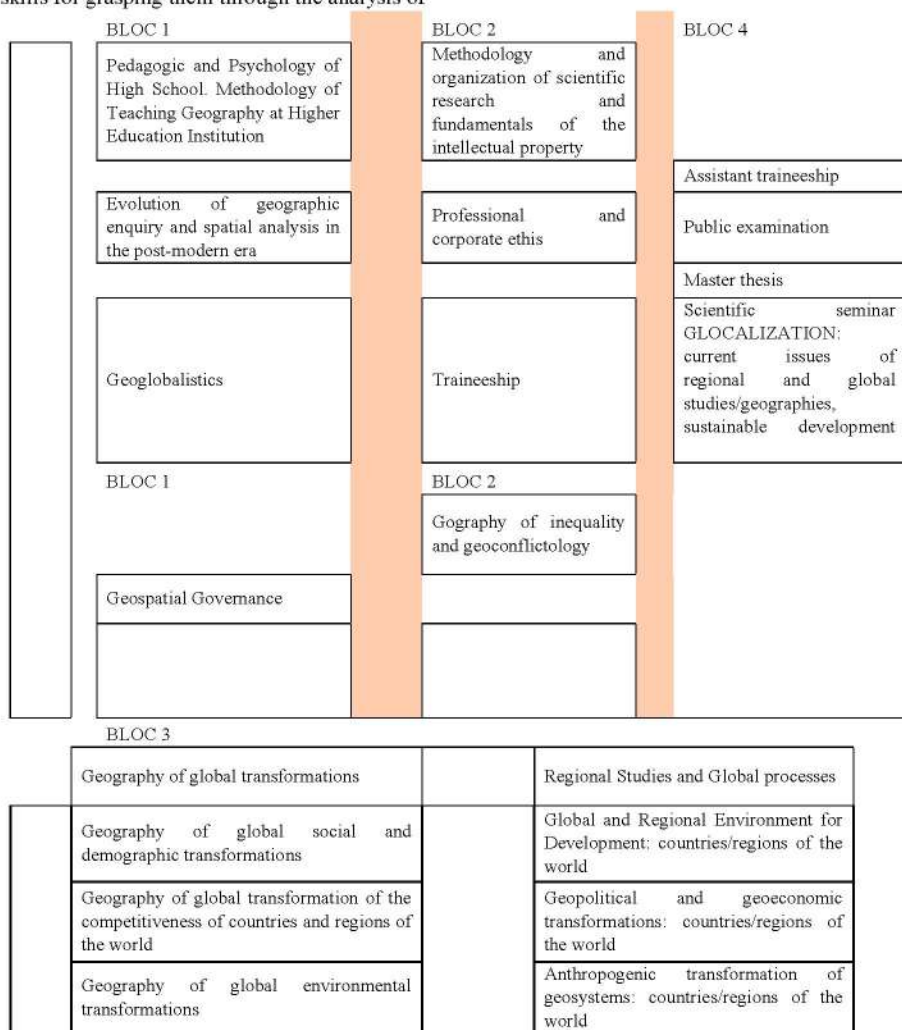 skills for grasping them through the analysis of
BLOC 1
Pedagogic and Psychology of
High School. Methodology of
Teaching Geography at Higher
Education Institution
Evolution of geographic
enquiry and spatial analysis in
the post-modern era
Geoglobalistics
BLOC 2
Methodology and
organization of scientific
research and
fundamentals of the
intellectual property
Professional and
corporate ethis
Traineeship
BLOC 4
Assistant traineeship
Public examination
Master thesis
Scientific seminar
GLOCALIZATION:
current issues of
regional and global
studies/geographies,
sustainable development
BLOC 1
Geospatial Governance
BLOC 2
Gography of inequality
and geoconflictology
BLOC 3
Geography of global transformations
Geography of global social and
demographic transformations
Geography of global transformation of the
competitiveness of countries and regions of
the world
Geography of global environmental
transformations
Regional Studies and Global processes
Global and Regional Environment for
Development: countries/regions of the
world
Geopolitical and geoeconomic
transformations: countries/regions of
the world
Anthropogenic transformation of
geosystems: countries/regions of the
world